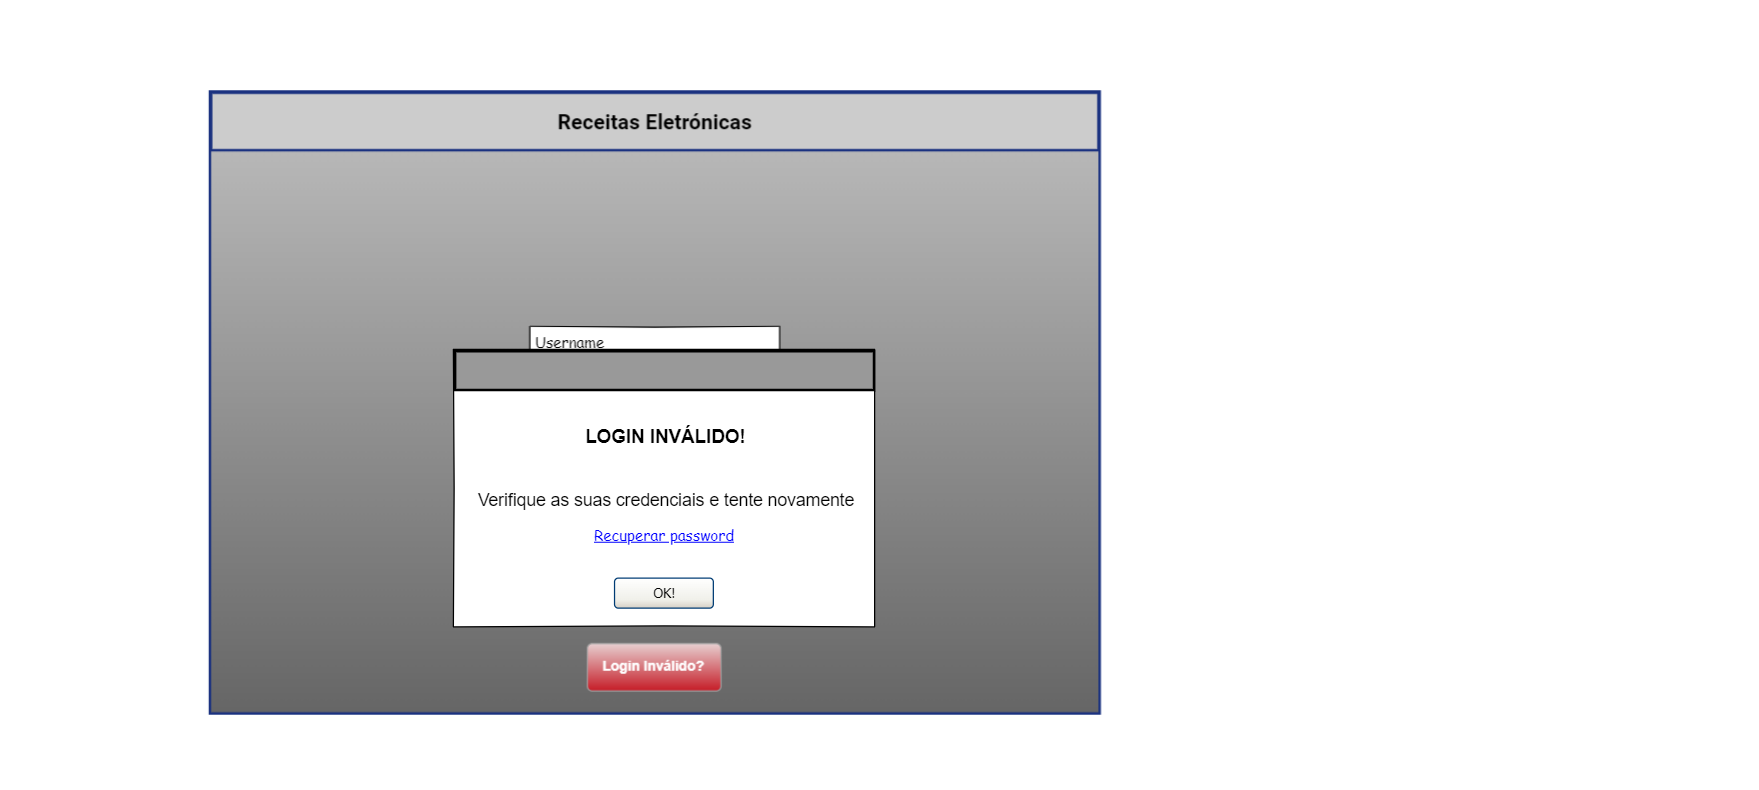 Receitas Eletrónicas
Username
LOGIN INVÁLIDO!
Verifique as suas credenciais e tente novamente
Recuperar password
OK!
Login Inválido?